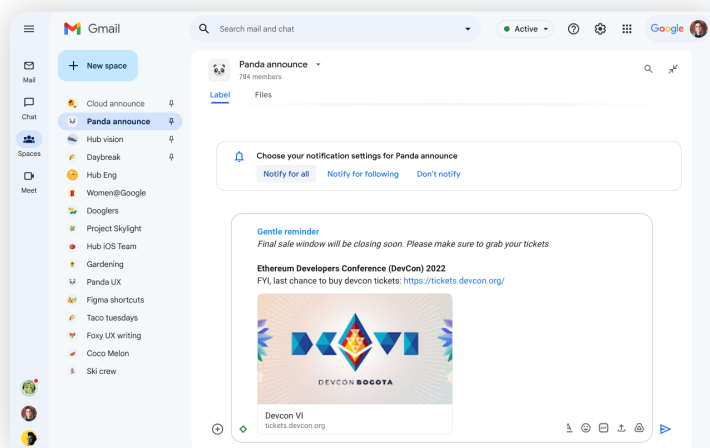 Gmail
Search mail and chat
Active
Google
Mail
Chat
Spaces
Meet
New space
Cloud announce
Panda announce
Hub vision
Daybreak
Hub Eng
Women@Google
Dooglers
Project Skylight
Hub iOS Team
Gardening
Panda UX
Figma shortcuts
Taco tuesdays
Foxy UX writing
Coco Melon
Ski crew
Panda announce
784 members
Label Files
Choose your notification settings for Panda announce
Notify for all Notify for following Don't notify
Gentle reminder
Final sale window will be closing soon. Please make sure to grab your tickets
Ethereum Developers Conference (DevCon) 2022
FYI, last chance to buy devcon tickets: https://tickets.devcon.org/
DEVCON BOGOTA
Devcon VI
tickets.devcon.org